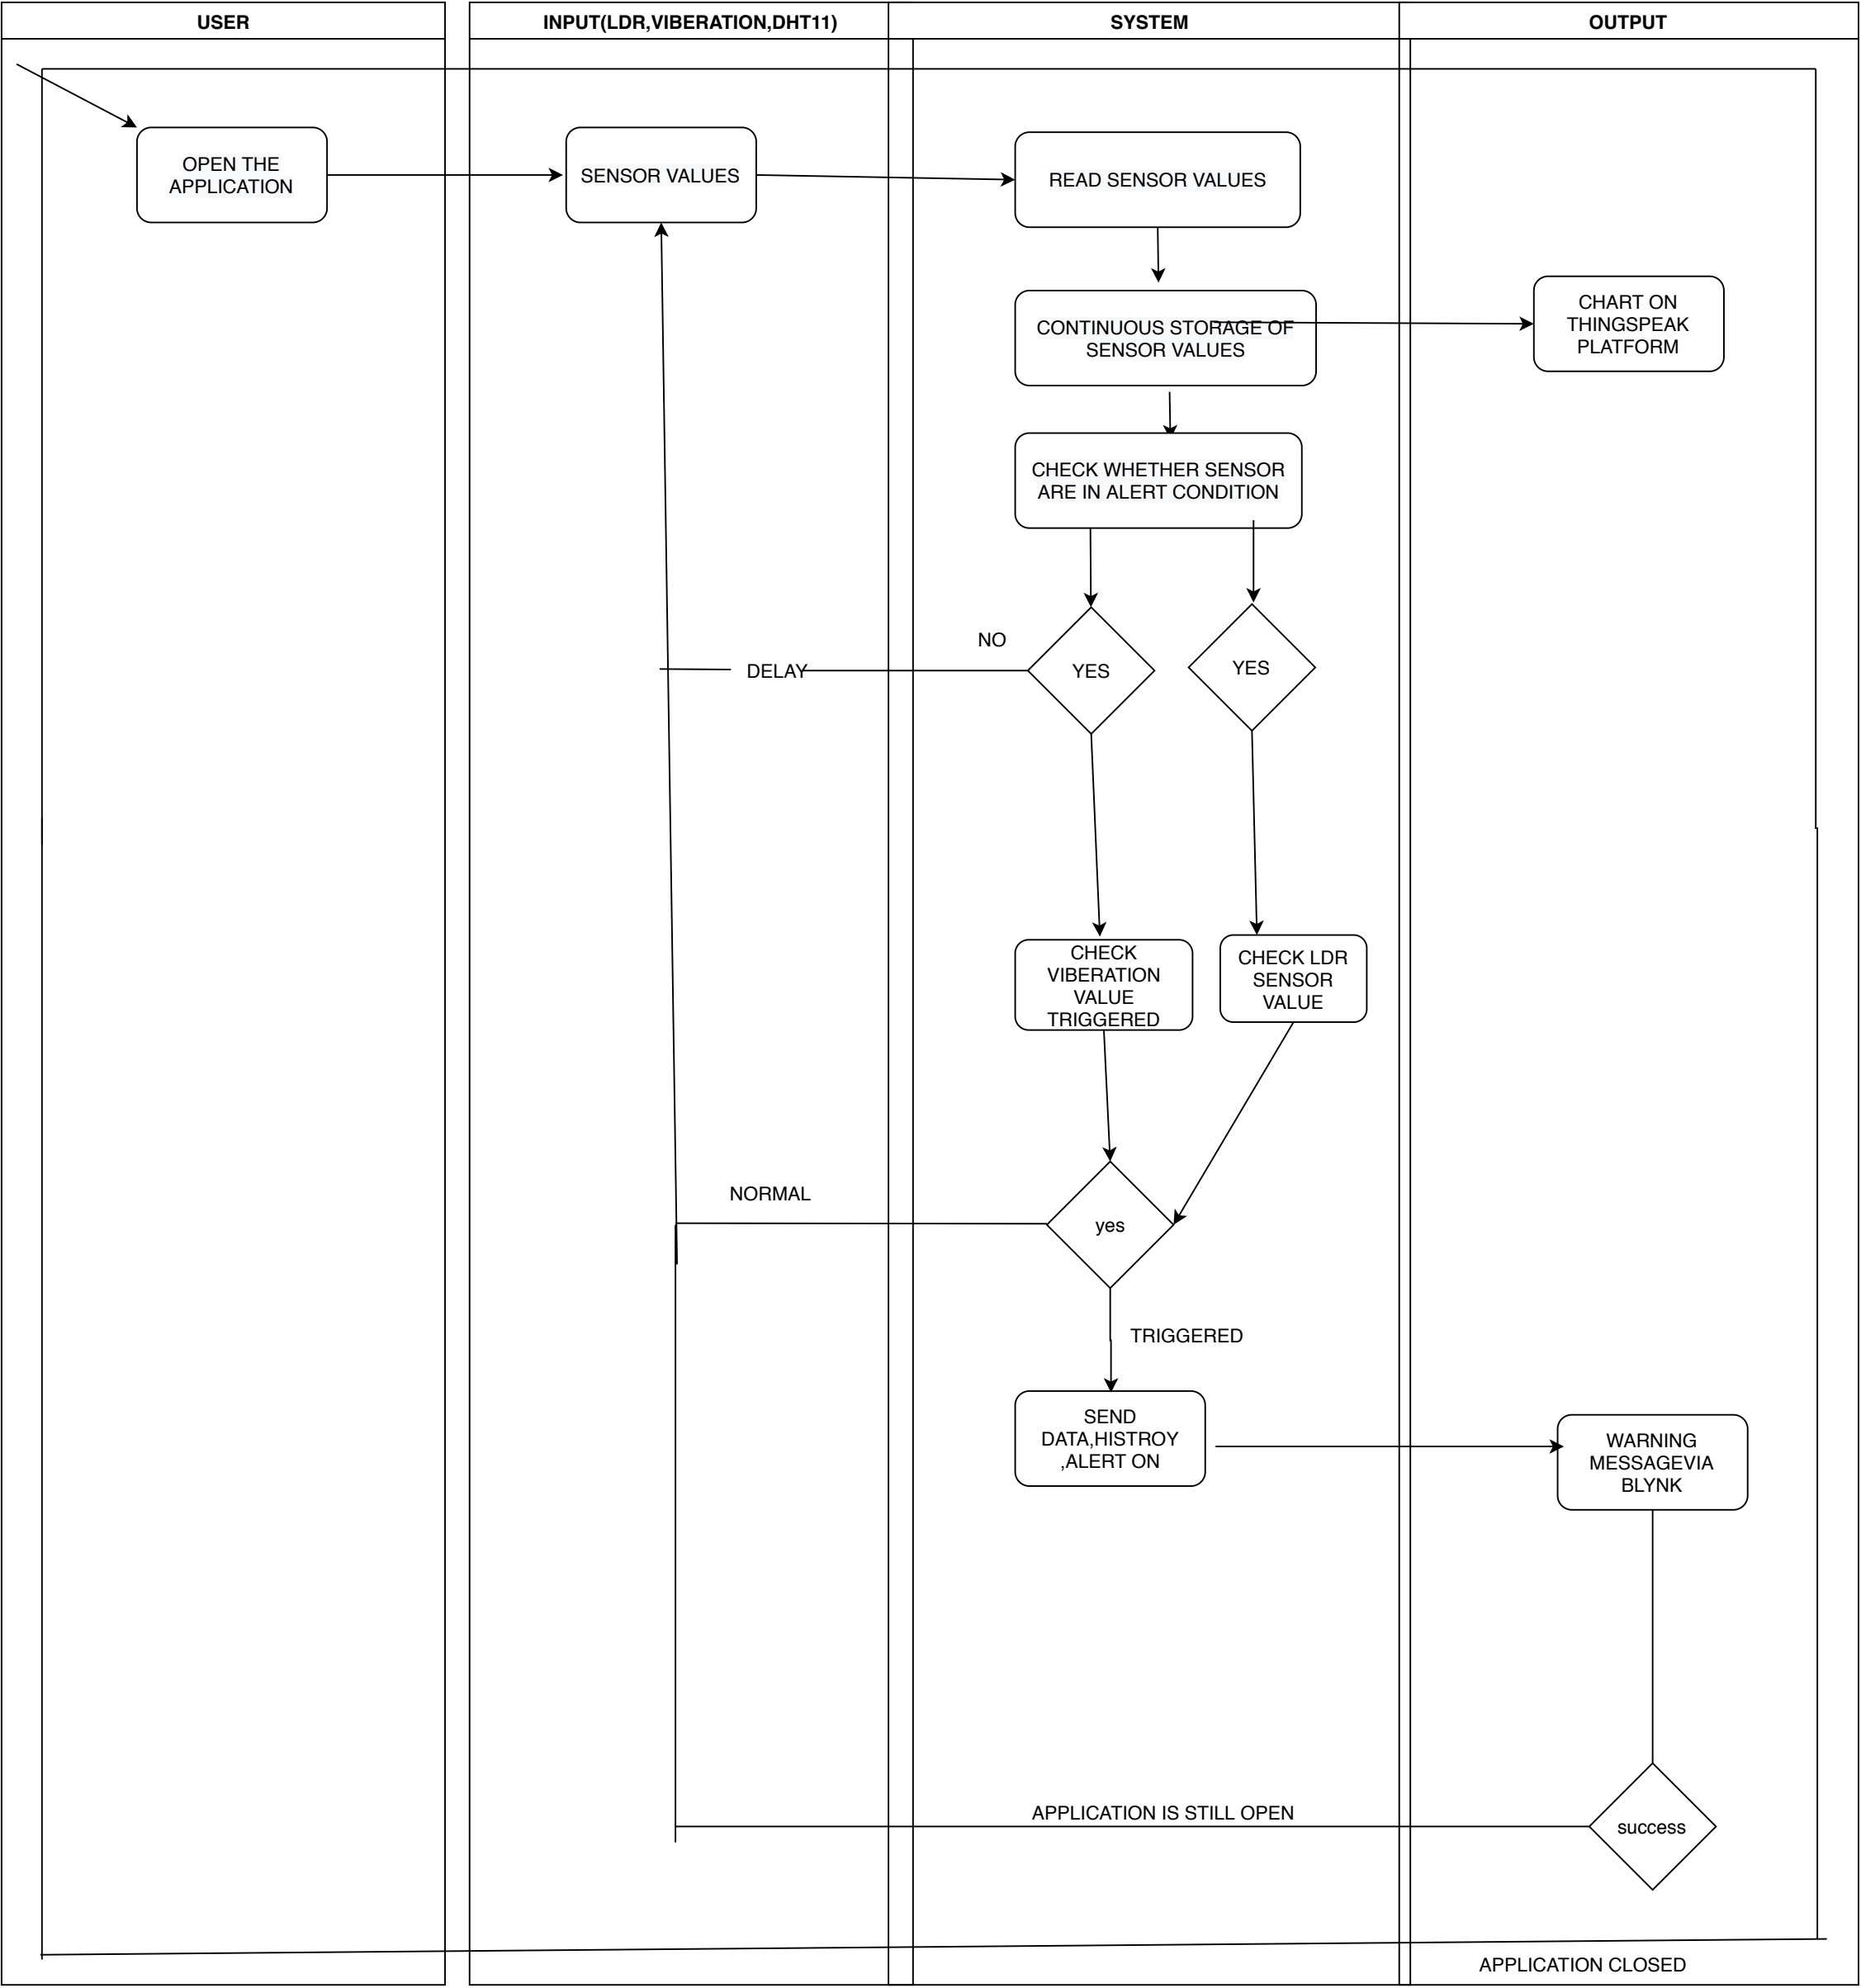 USER
INPUT(LDR,VIBERATION,DHT11)
SYSTEM
OUTPUT
OPEN THE
APPLICATION
SENSOR VALUES
READ SENSOR VALUES
CONTINUOUS STORAGE OF
SENSOR VALUES
CHART ON
THINGSPEAK
PLATFORM
CHECK WHETHER SENSOR
ARE IN ALERT CONDITION
NO
DELAY
YES
YES
CHECK
VIBERATION
VALUE
TRIGGERED
CHECK LDR
SENSOR
VALUE
NORMAL
yes
TRIGGERED
SEND
DATA,HISTROY
,ALERT ON
WARNING
MESSAGEVIA
BLYNK
APPLICATION IS STILL OPEN
success
APPLICATION CLOSED